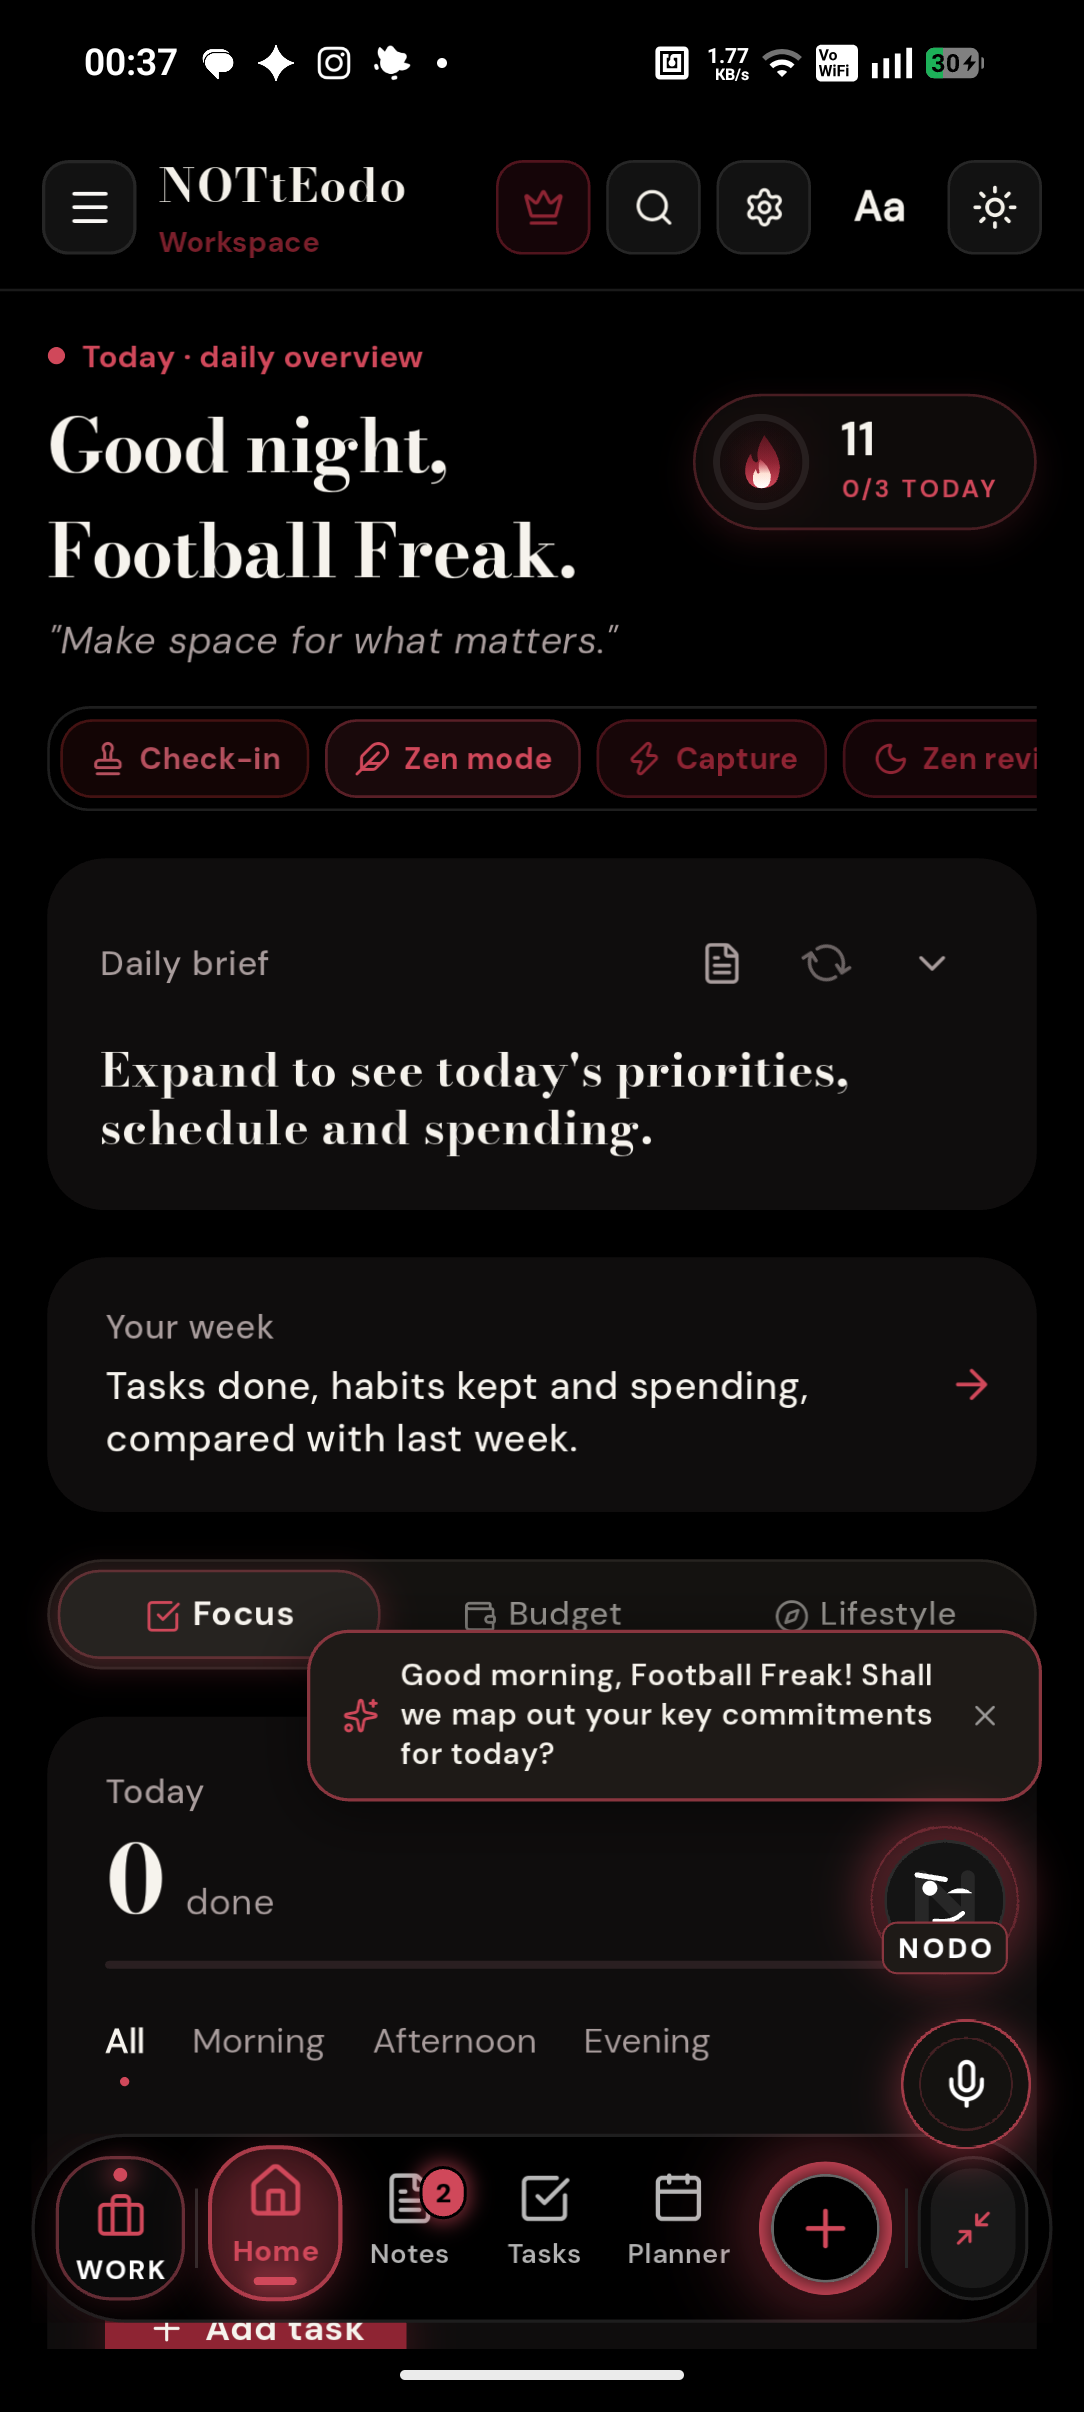 00:37
1.77
KB/s
Vo
WiFi
30
NOTtEodo
Workspace
Aa
Today · daily overview
Good night,
Football Freak.
11
0/3 TODAY
"Make space for what matters."
Check-in
Zen mode
Capture
Zen revi
Daily brief
Expand to see today's priorities,
schedule and spending.
Your week
Tasks done, habits kept and spending,
compared with last week.
Focus
Budget
Lifestyle
Good morning, Football Freak! Shall
we map out your key commitments
for today?
Today
0 done
NODO
All
Morning
Afternoon
Evening
WORK
Home
2
Notes
Tasks
Planner
+ Add task